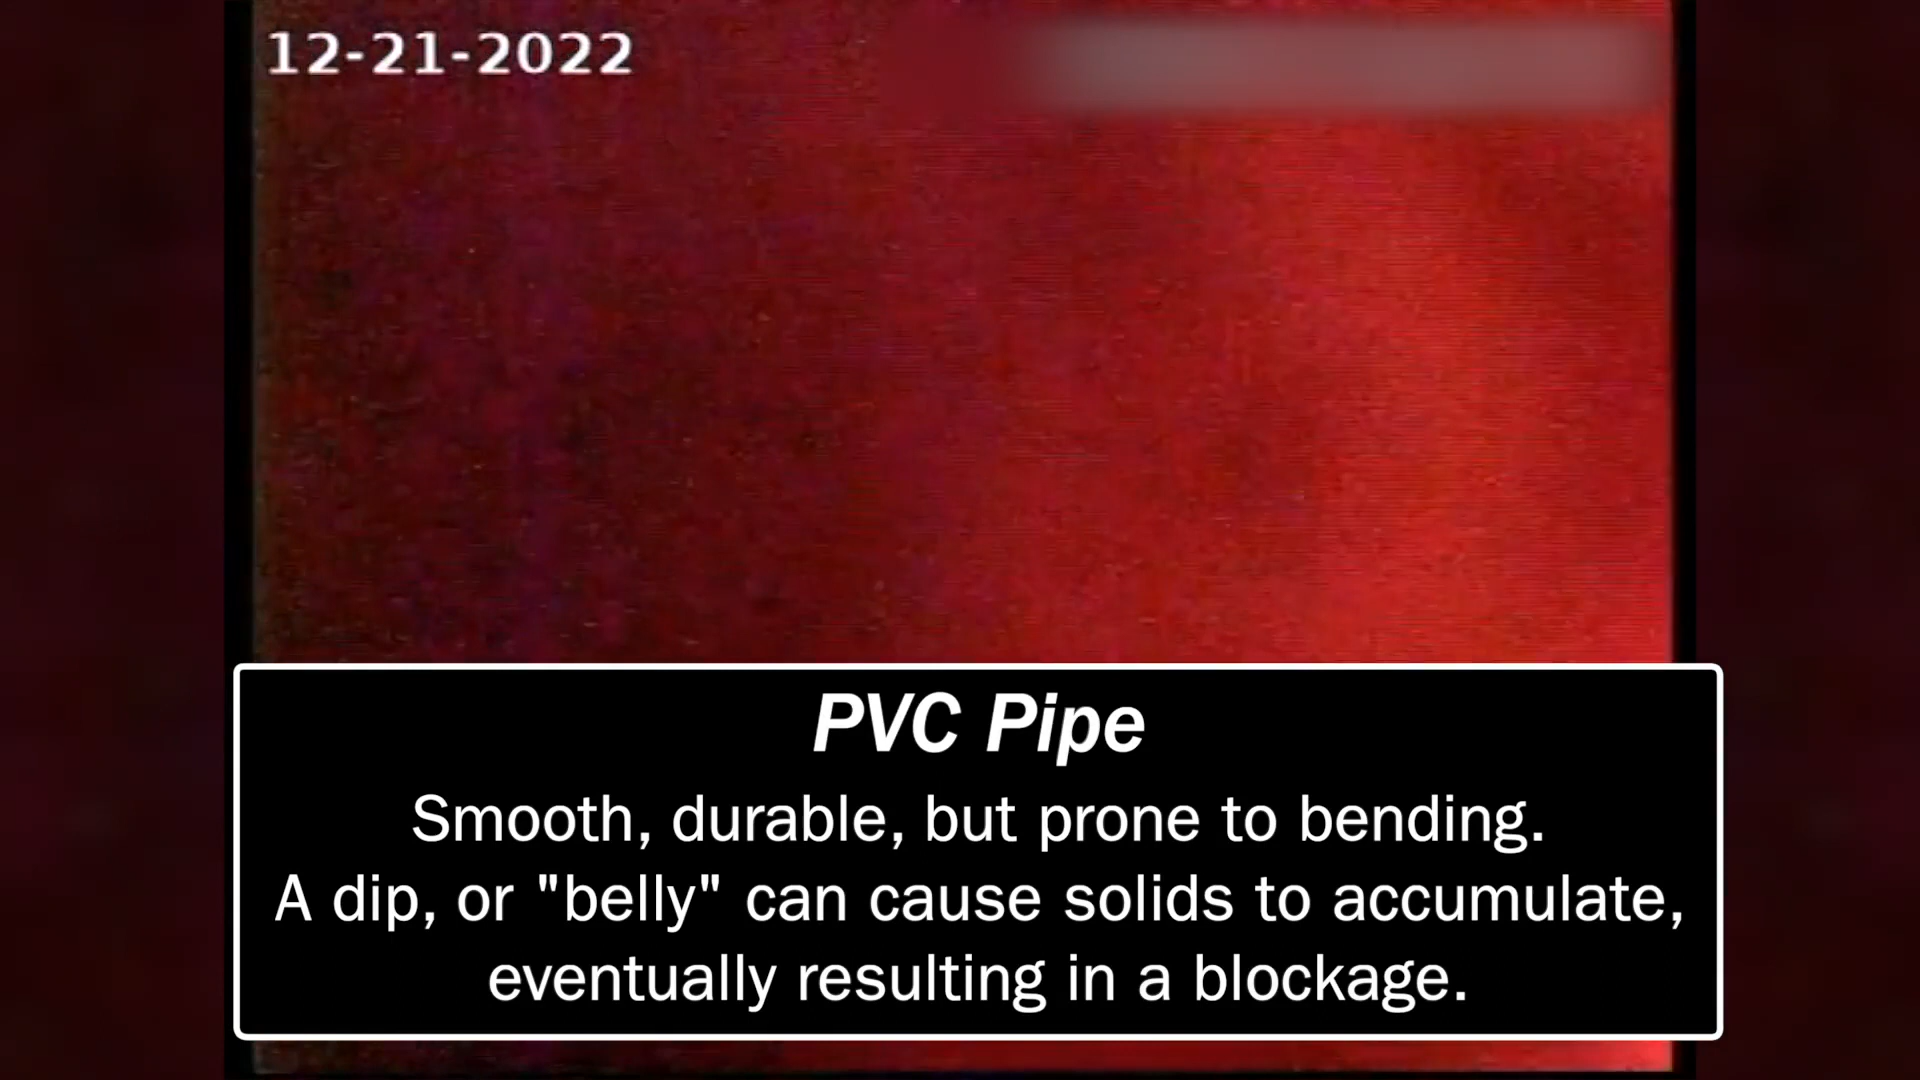 12-21-2022
PVC Pipe
Smooth, durable, but prone to bending.
A dip, or "belly" can cause solids to accumulate,
eventually resulting in a blockage.